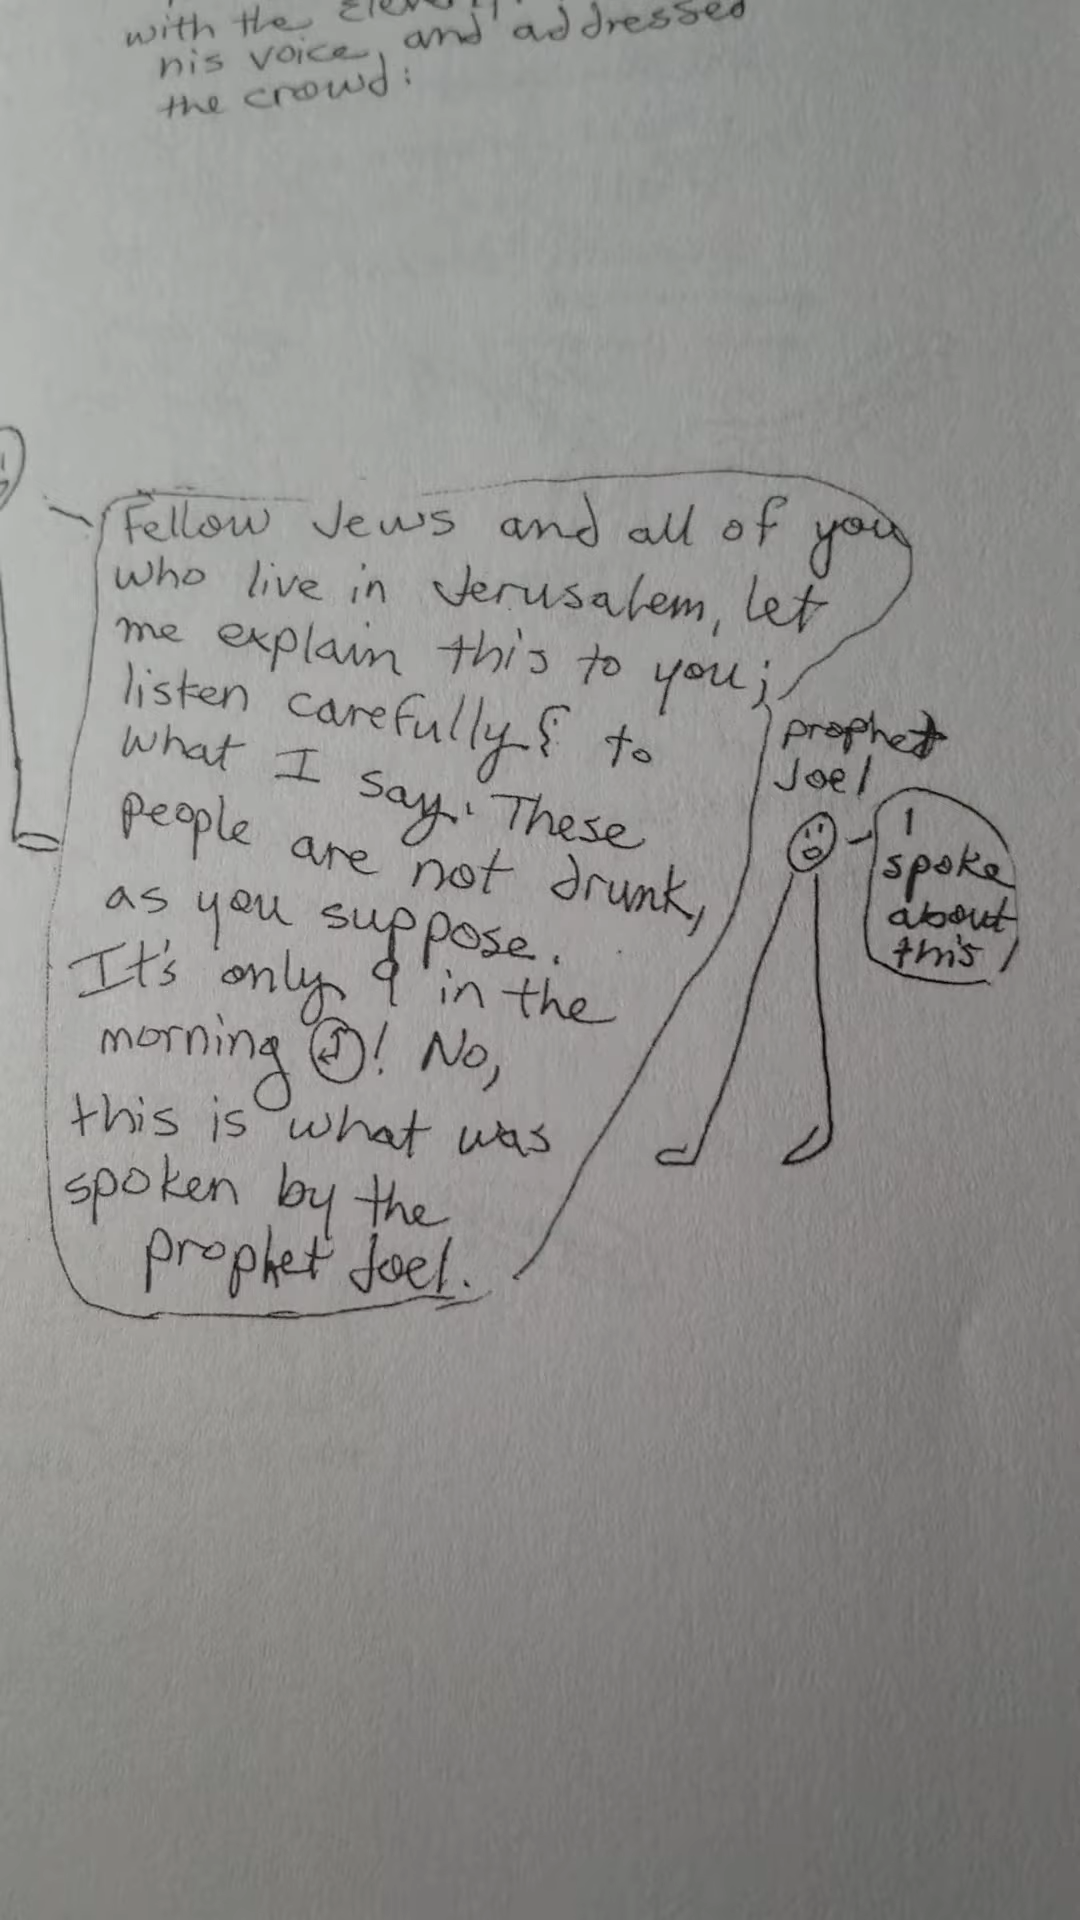 with the Eleven,
his voice, and addressed
the crowd:
Fellow Jews and all of you
who live in Jerusalem, let
me explain this to you;
listen carefully to
what I say. These
people are not drunk,
as you suppose.
It's only 9 in the
morning! No,
this is what was
spoken by the
prophet Joel.
prophet
Joel
I
spoke
about
this